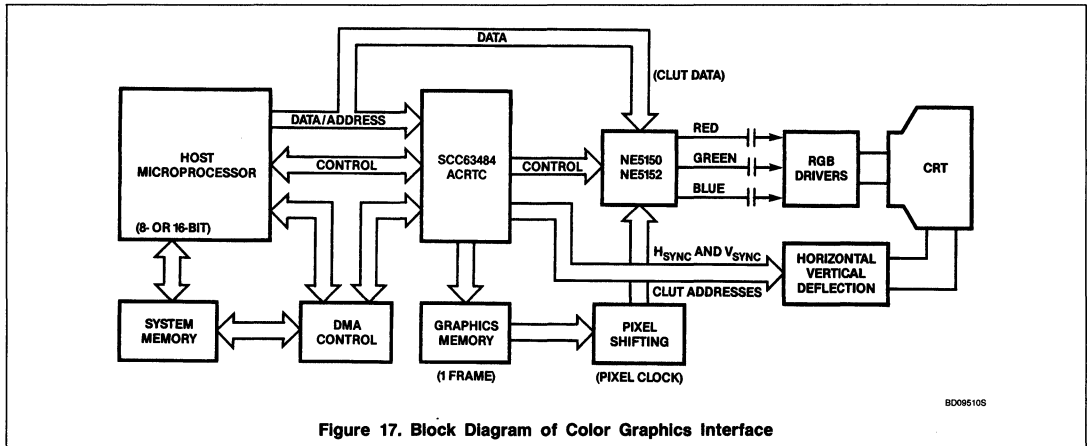 DATA
(CLUT DATA)
HOST
MICROPROCESSOR
(8- OR 16-BIT)
DATA/ADDRESS
CONTROL
SCC63484
ACRTC
CONTROL
NE5150
NE5152
RED
GREEN
BLUE
RGB
DRIVERS
CRT
HSYNC AND VSYNC
CLUT ADDRESSES
HORIZONTAL
VERTICAL
DEFLECTION
SYSTEM
MEMORY
DMA
CONTROL
GRAPHICS
MEMORY
(1 FRAME)
PIXEL
SHIFTING
(PIXEL CLOCK)
BD09510S
Figure 17. Block Diagram of Color Graphics Interface